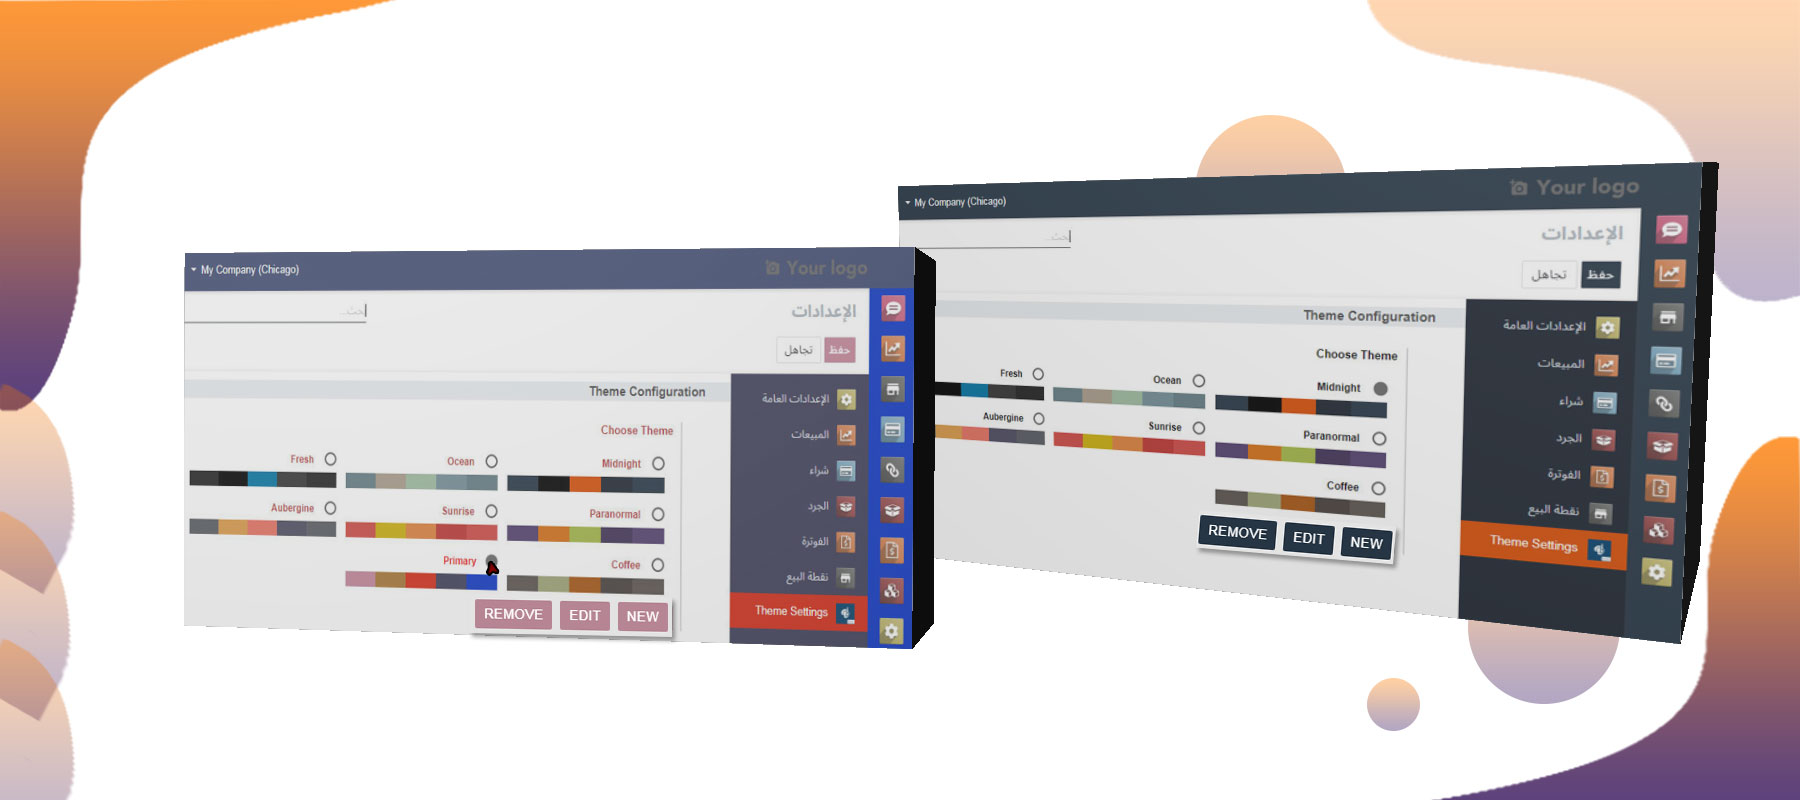 My Company (Chicago)
Your logo
بحث...
الإعدادات
حفظ
تجاهل
Theme Configuration
Choose Theme
Fresh
Ocean
Midnight
Aubergine
Sunrise
Paranormal
Primary
Coffee
REMOVE
EDIT
NEW
الإعدادات العامة
المبيعات
شراء
الجرد
الفوترة
نقطة البيع
Theme Settings
My Company (Chicago)
Your logo
بحث...
الإعدادات
حفظ
تجاهل
Theme Configuration
Choose Theme
Fresh
Ocean
Midnight
Aubergine
Sunrise
Paranormal
Coffee
REMOVE
EDIT
NEW
الإعدادات العامة
المبيعات
شراء
الجرد
الفوترة
نقطة البيع
Theme Settings